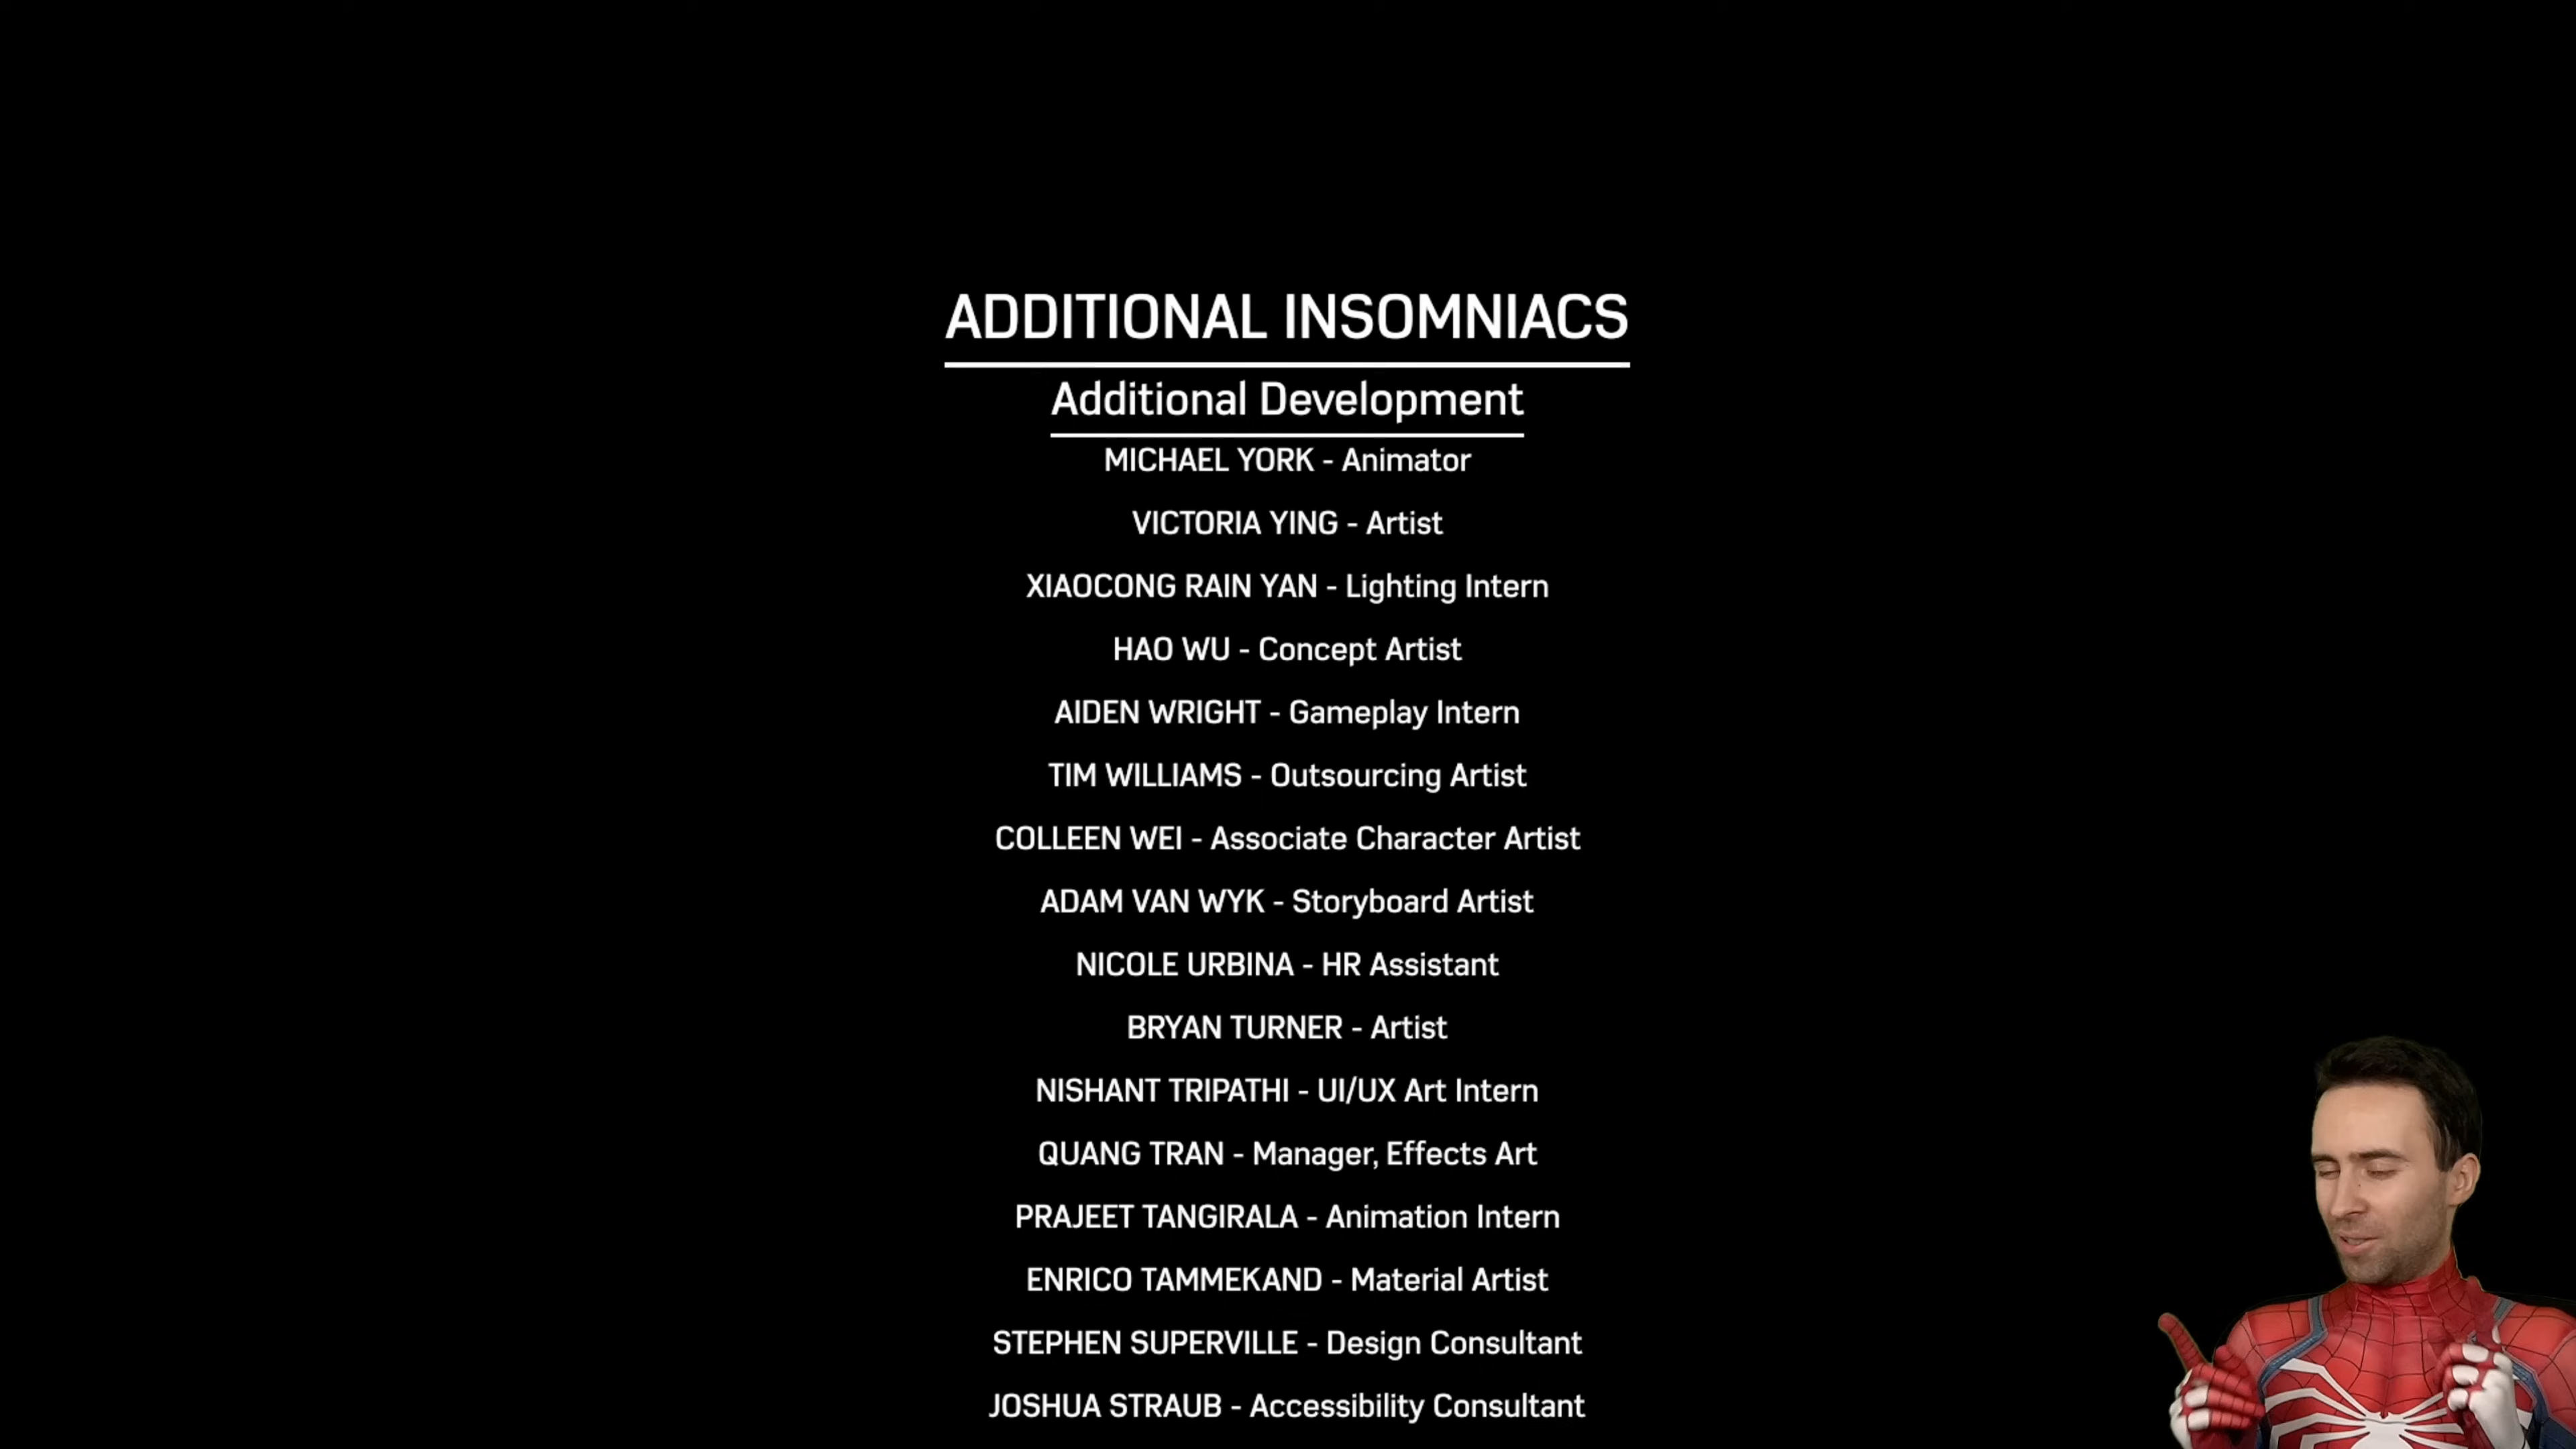 ADDITIONAL INSOMNIACS
Additional Development
MICHAEL YORK - Animator
VICTORIA YING - Artist
XIAOCONG RAIN YAN - Lighting Intern
HAO WU - Concept Artist
AIDEN WRIGHT - Gameplay Intern
TIM WILLIAMS - Outsourcing Artist
COLLEEN WEI - Associate Character Artist
ADAM VAN WYK - Storyboard Artist
NICOLE URBINA - HR Assistant
BRYAN TURNER - Artist
NISHANT TRIPATHI - UI/UX Art Intern
QUANG TRAN - Manager, Effects Art
PRAJEET TANGIRALA - Animation Intern
ENRICO TAMMEKAND - Material Artist
STEPHEN SUPERVILLE - Design Consultant
JOSHUA STRAUB - Accessibility Consultant